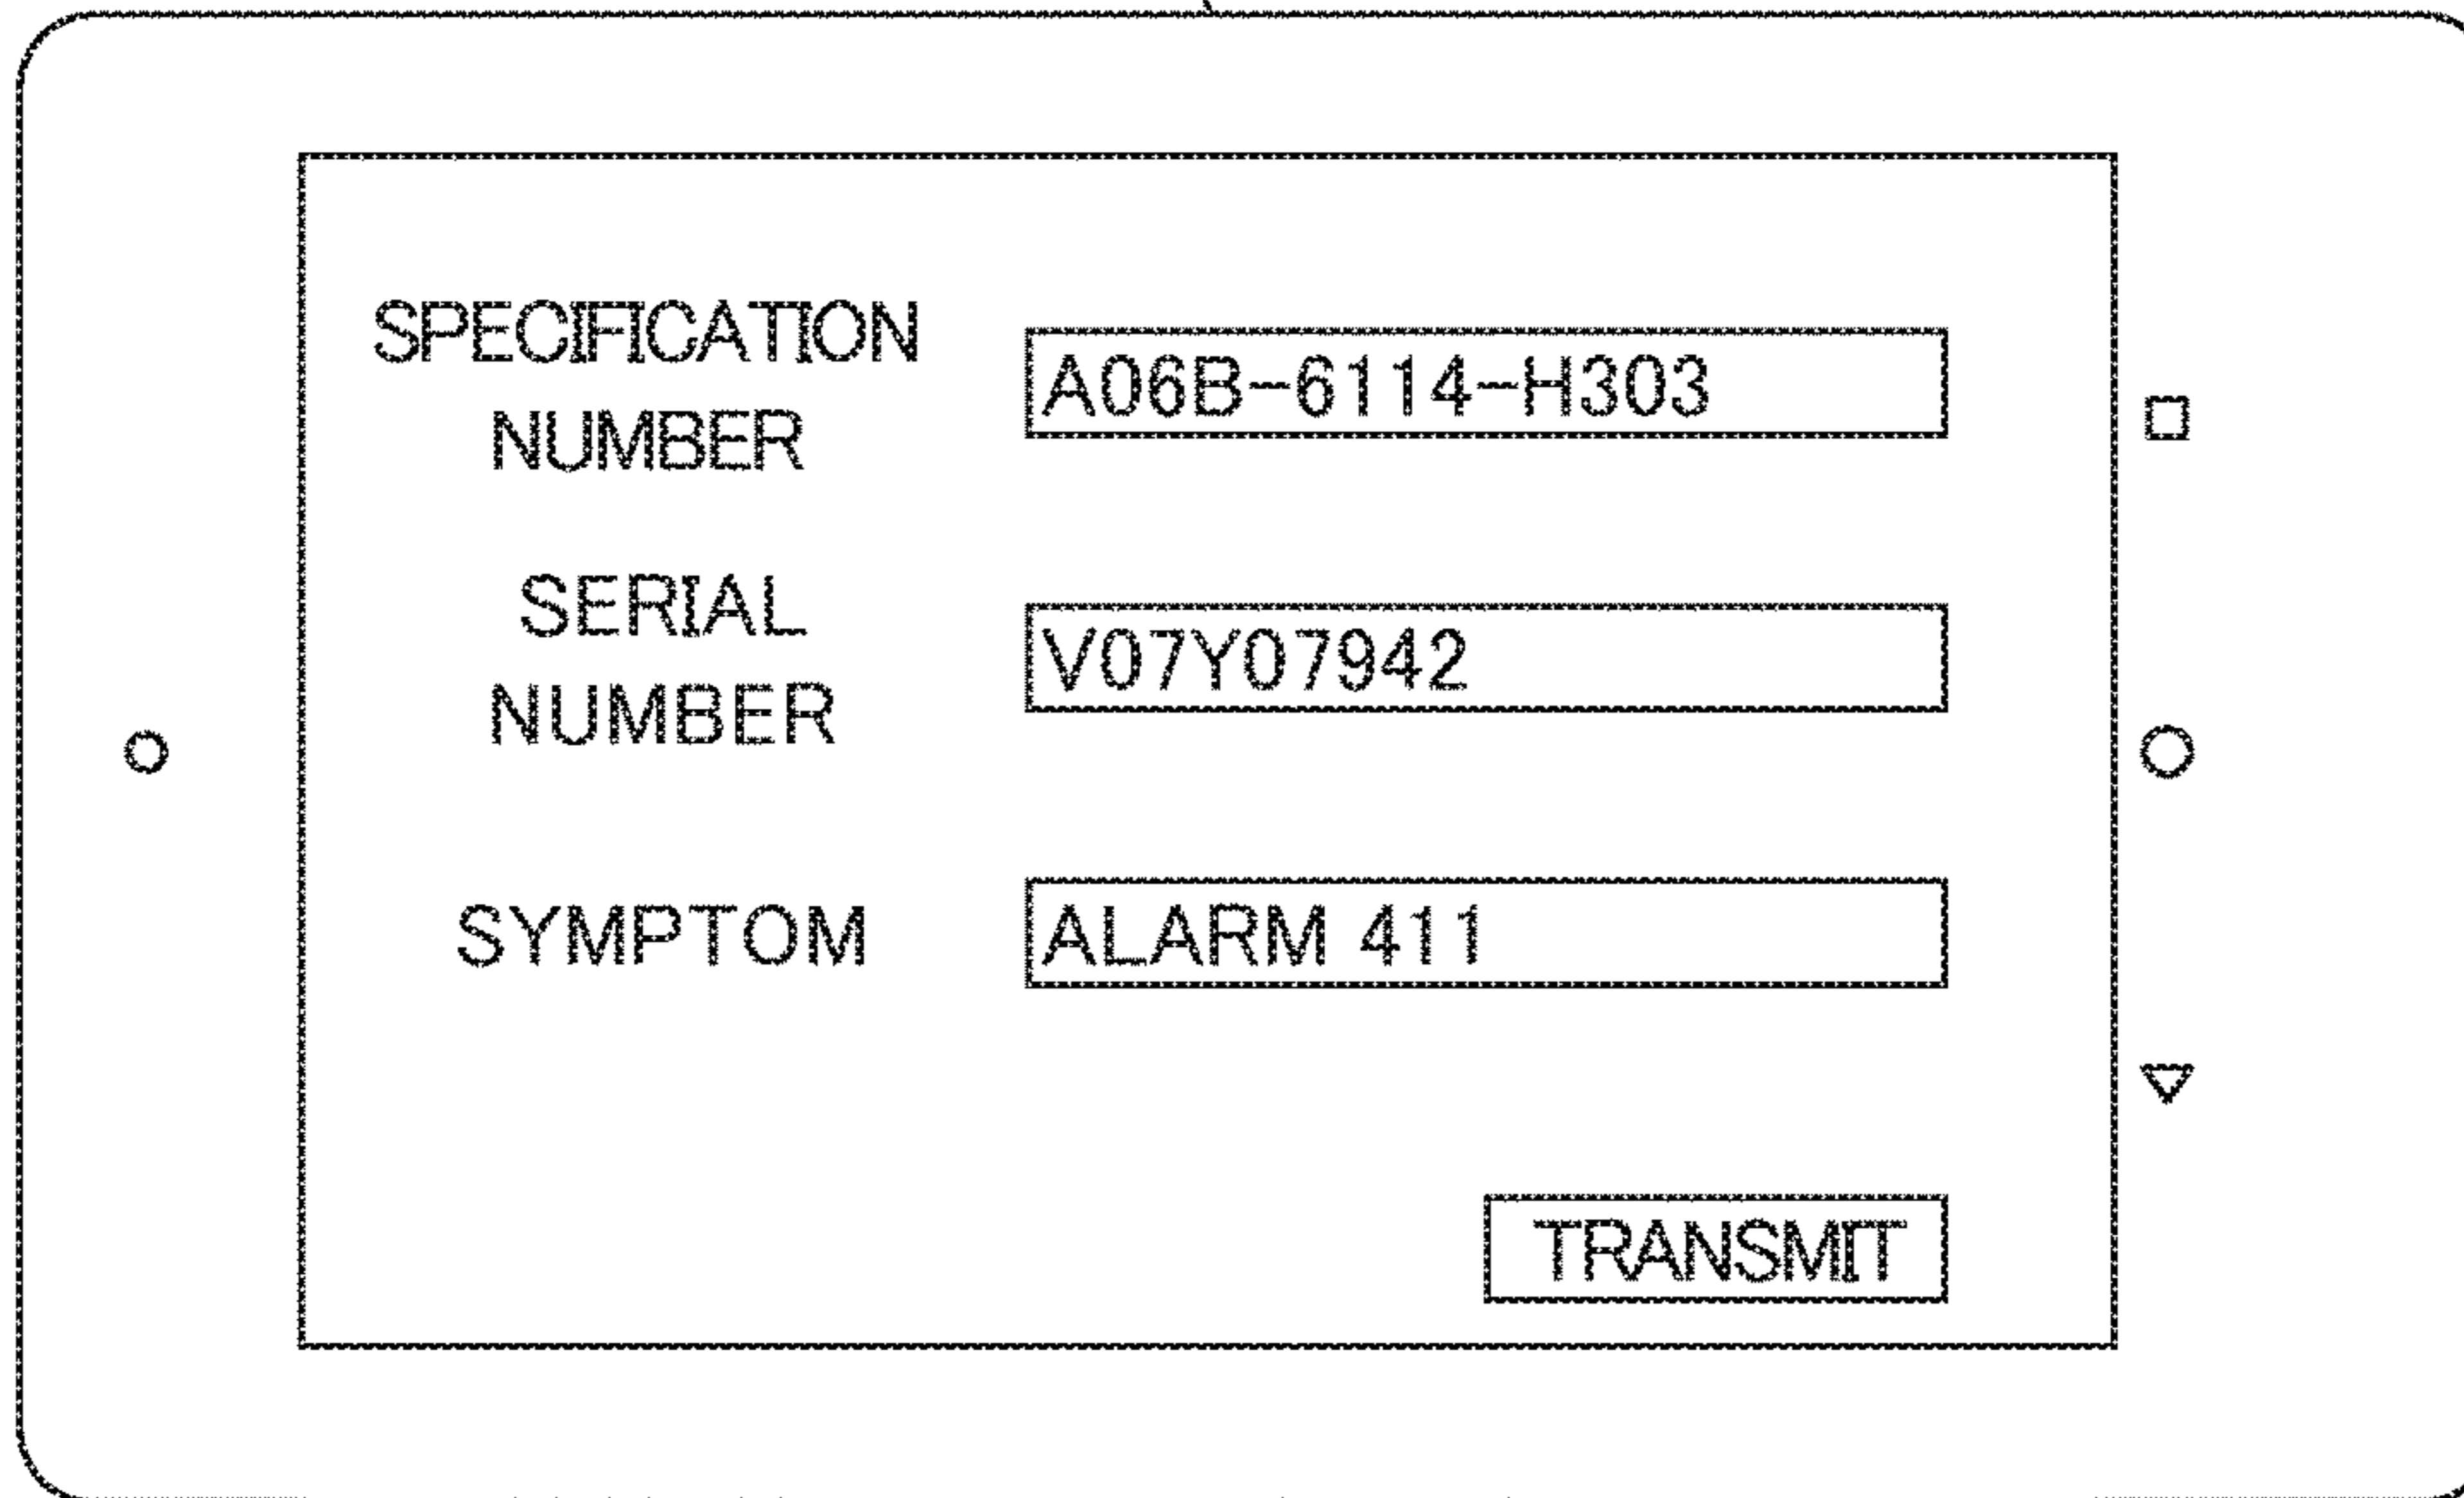 SPECIFICATION
NUMBER
A06B-6114-H303
SERIAL
NUMBER
V07Y07942
SYMPTOM
ALARM 411
TRANSMIT